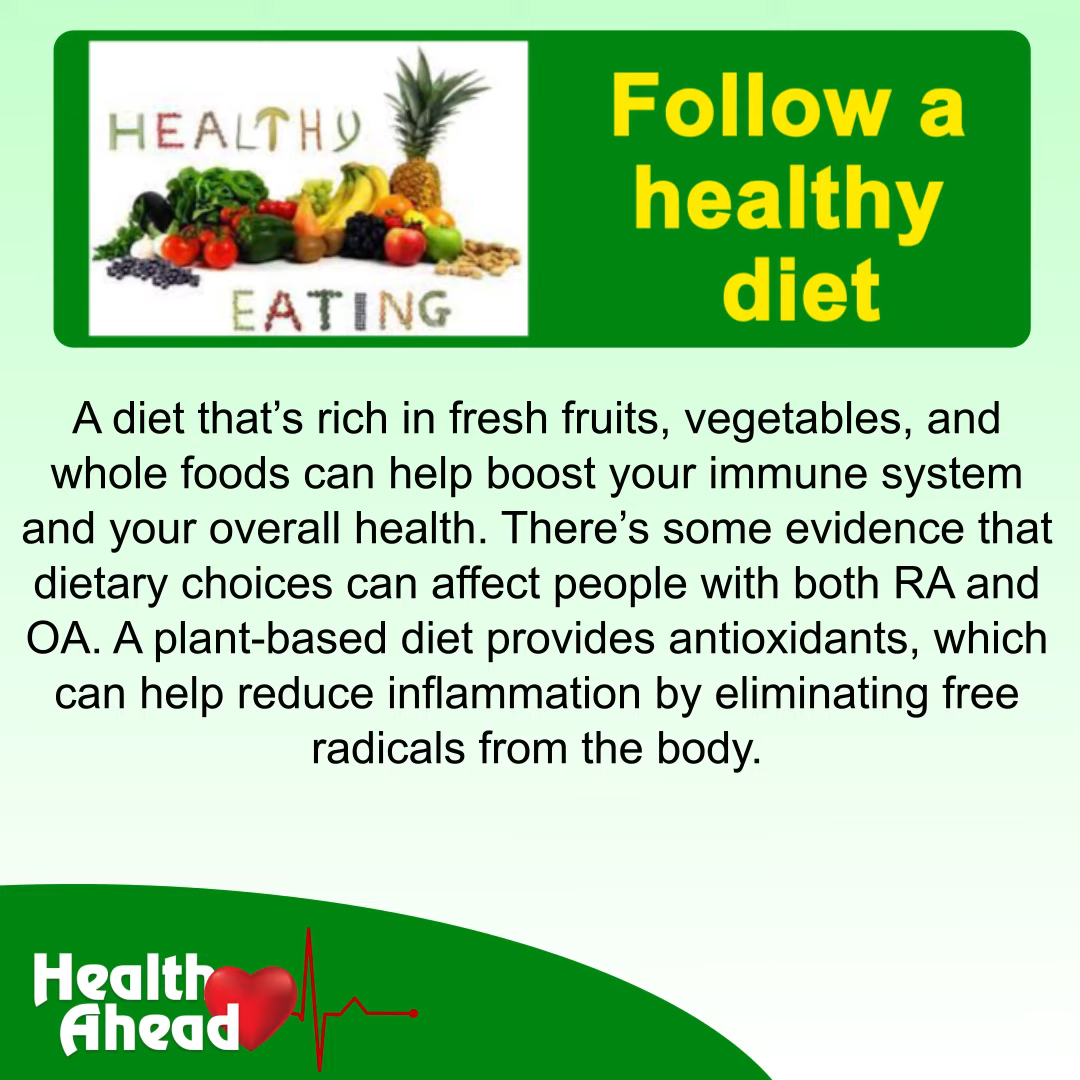 HEALTHY
EATING
Follow a
healthy
diet
A diet that’s rich in fresh fruits, vegetables, and
whole foods can help boost your immune system
and your overall health. There’s some evidence that
dietary choices can affect people with both RA and
OA. A plant-based diet provides antioxidants, which
can help reduce inflammation by eliminating free
radicals from the body.
Health
Ahead